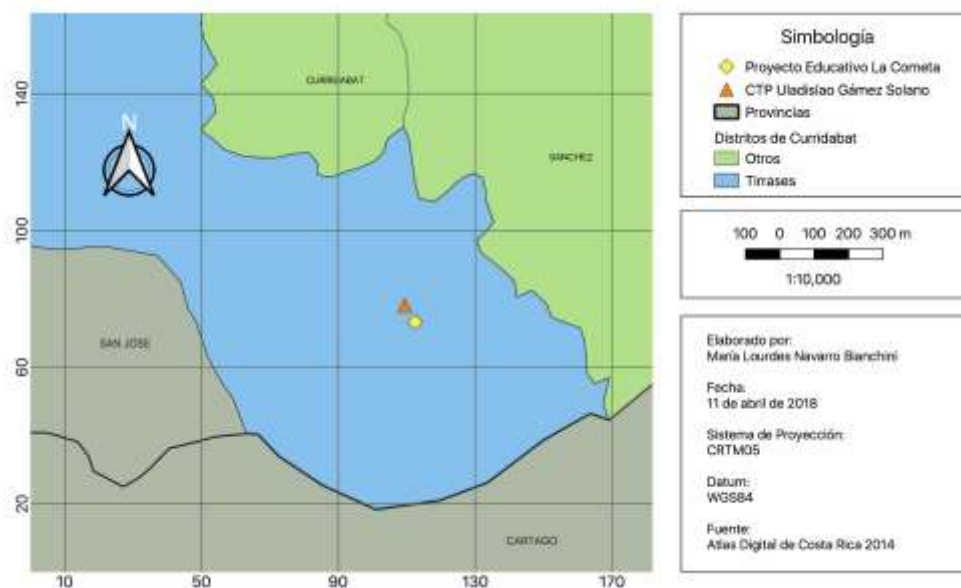 N
CURRIDABAT
SANCHEZ
SAN JOSE
CARTAGO
140
100
60
20
10 50 90 130 170
Simbología
Proyecto Educativo La Cometa
CTP Uladislao Gámez Solano
Provincias
Distritos de Curridabat
Otros
Tirrases
100 0 100 200 300 m
1:10,000
Elaborado por:
María Lourdes Navarro Bianchini
Fecha:
11 de abril de 2018
Sistema de Proyección:
CRTM05
Datum:
WGS84
Fuente:
Atlas Digital de Costa Rica 2014